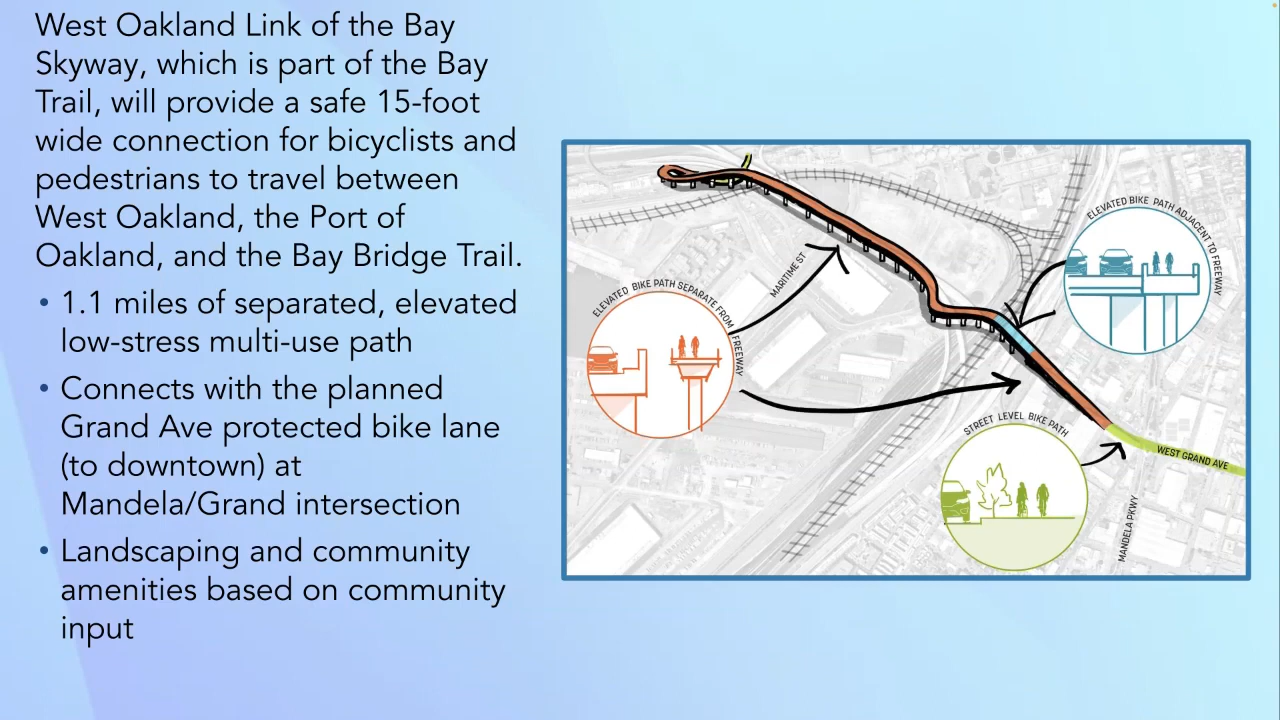 West Oakland Link of the Bay
Skyway, which is part of the Bay
Trail, will provide a safe 15-foot
wide connection for bicyclists and
pedestrians to travel between
West Oakland, the Port of
Oakland, and the Bay Bridge Trail.
• 1.1 miles of separated, elevated
low-stress multi-use path
• Connects with the planned
Grand Ave protected bike lane
(to downtown) at
Mandela/Grand intersection
• Landscaping and community
amenities based on community
input
ELEVATED BIKE PATH ADJACENT TO FREEWAY
MARITIME ST
ELEVATED BIKE PATH SEPARATE FROM FREEWAY
STREET LEVEL BIKE PATH
WEST GRAND AVE
MANDELA PKWY